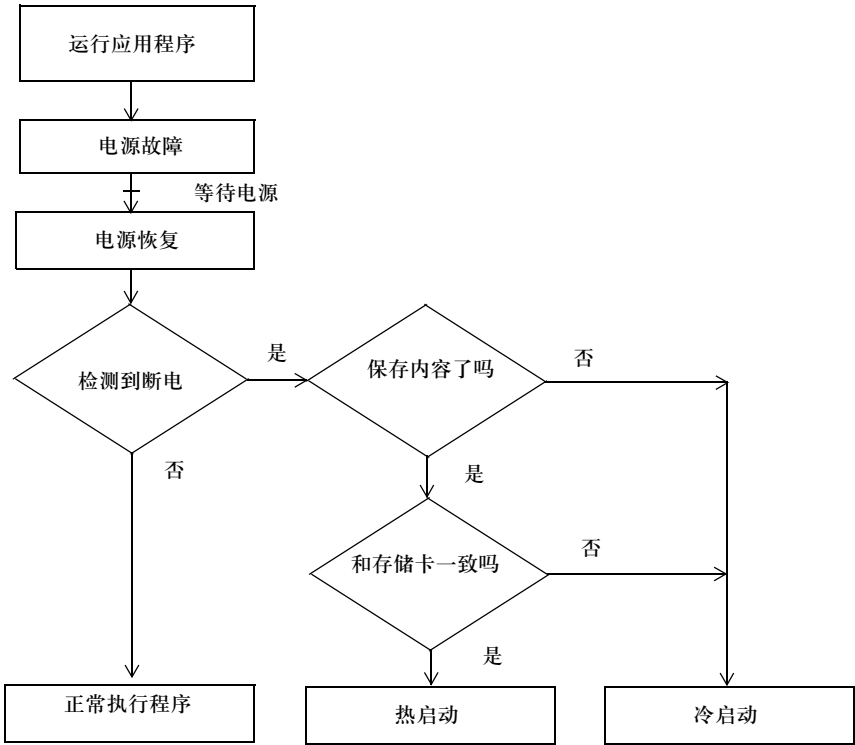 运行应用程序
电源故障
等待电源
电源恢复
是
否
保存内容了吗
检测到断电
否
是
否
和存储卡一致吗
是
正常执行程序
热启动
冷启动